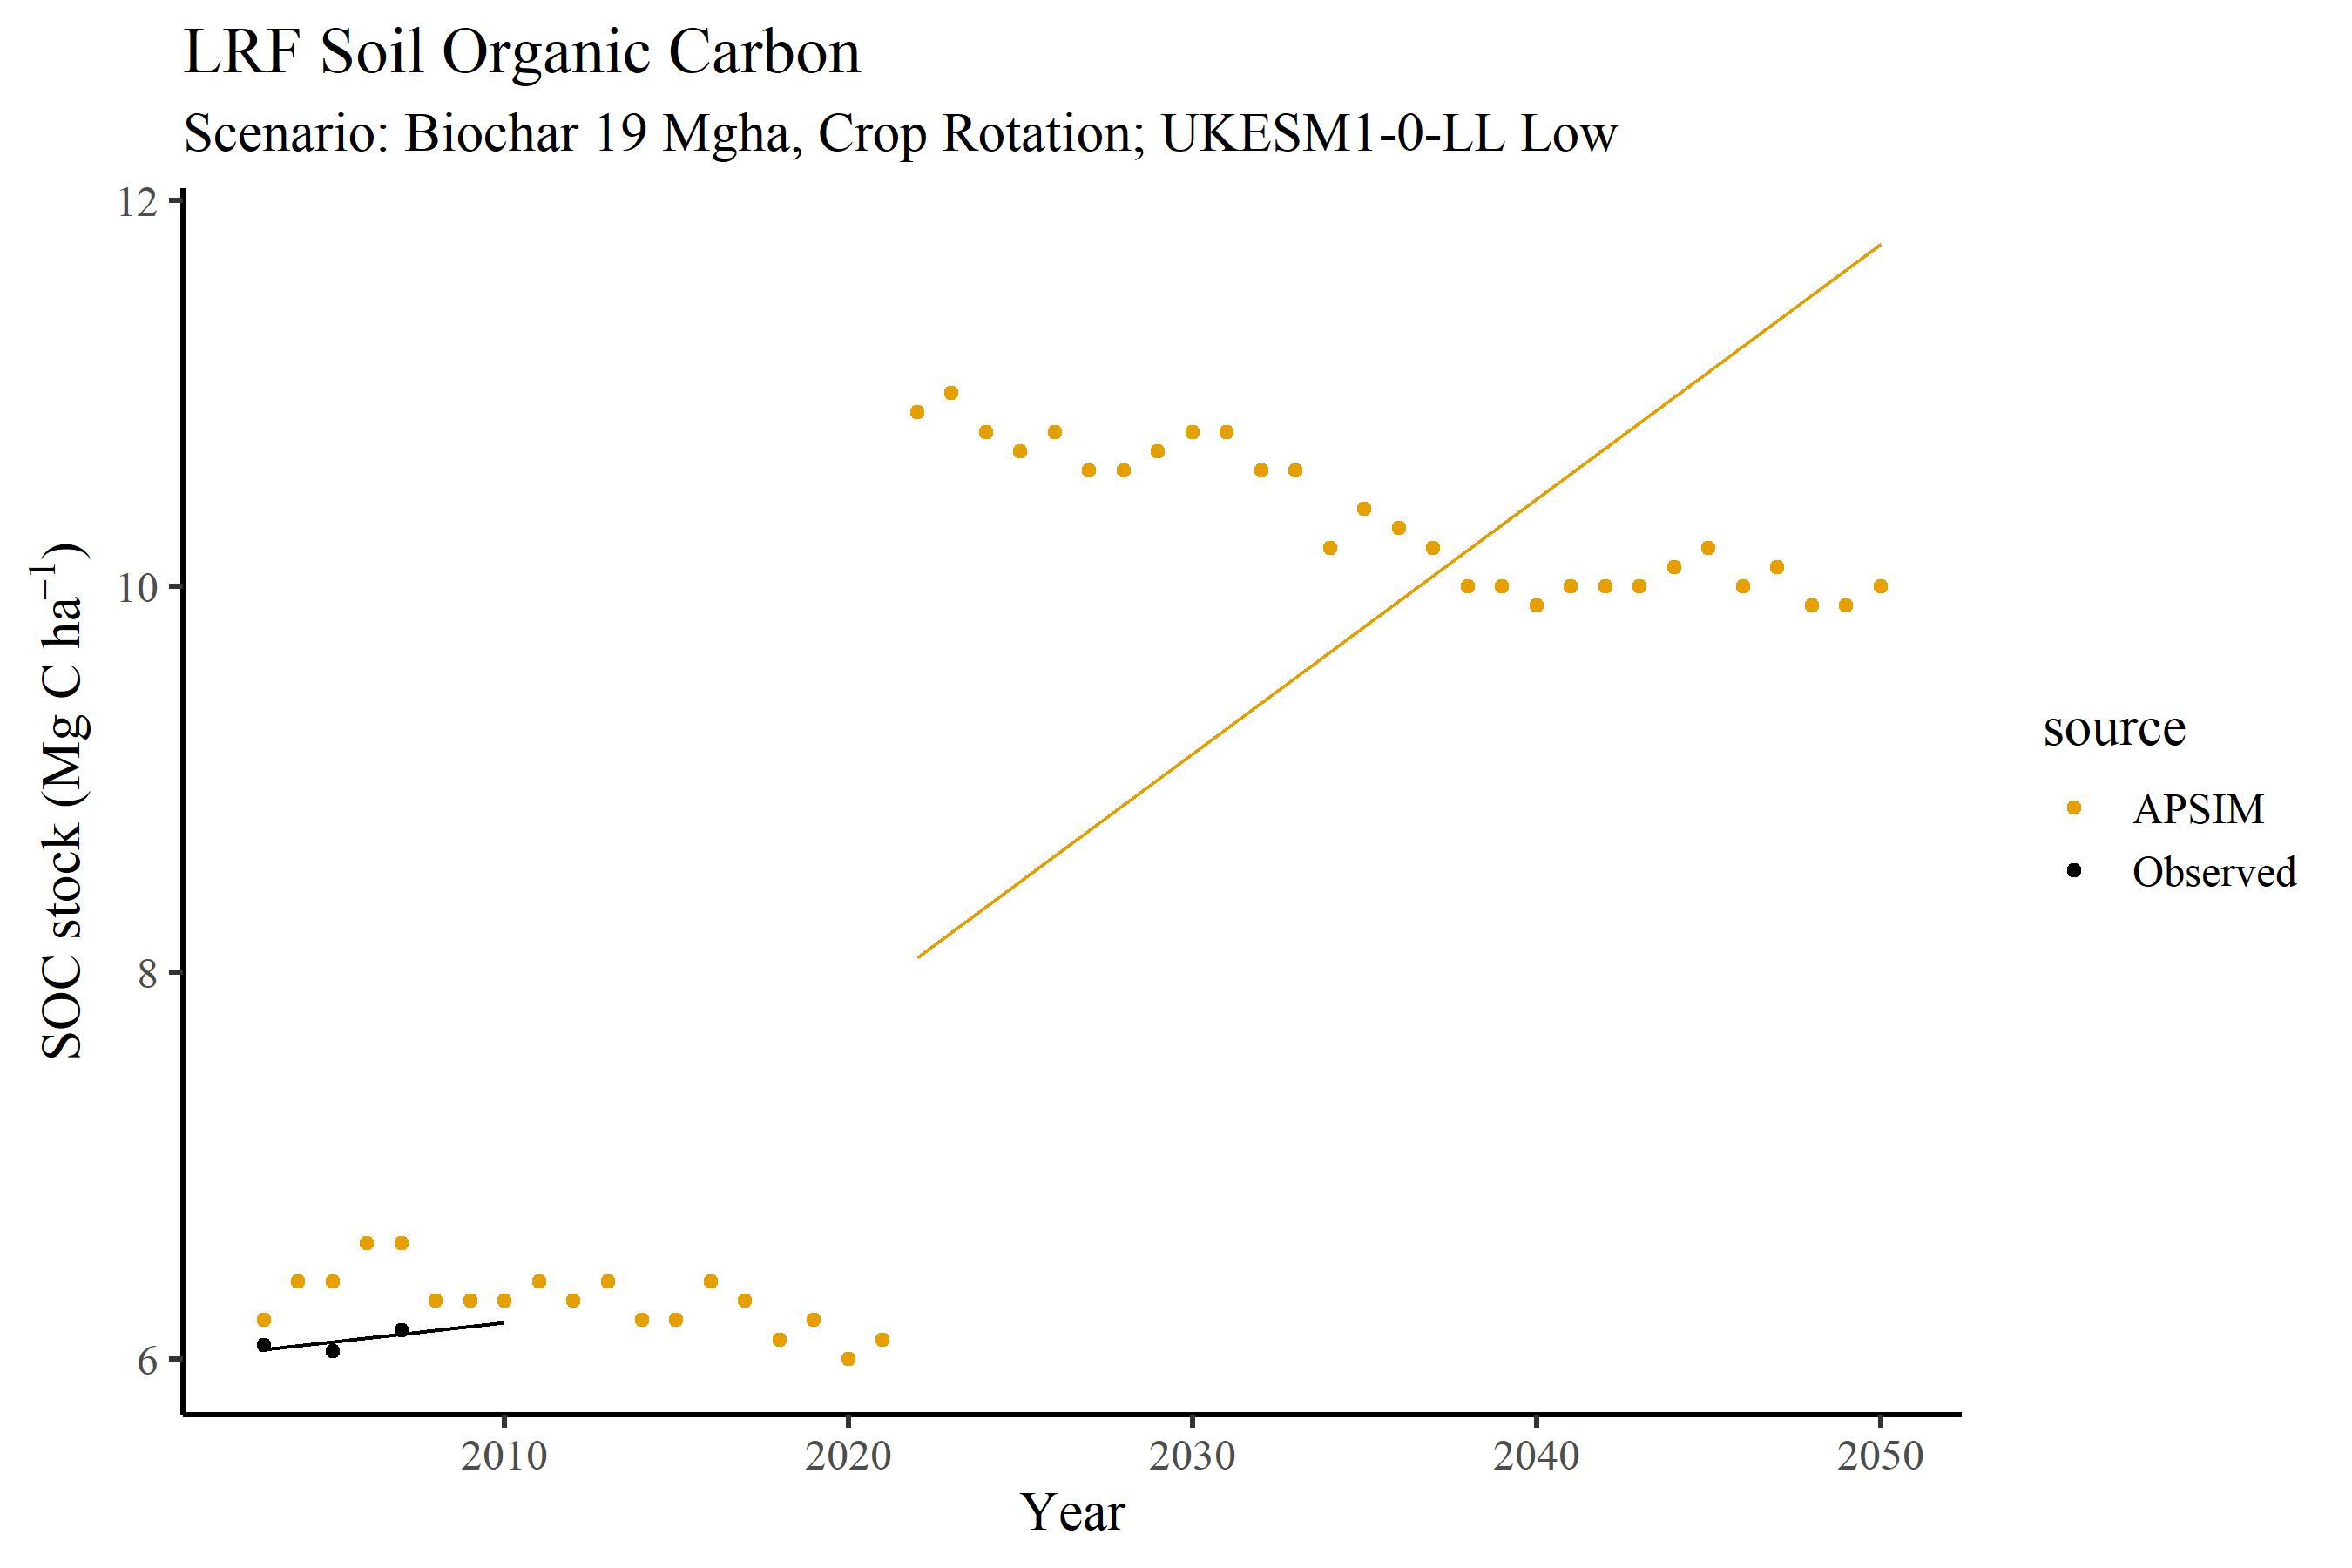 LRF Soil Organic Carbon
Scenario: Biochar 19 Mgha, Crop Rotation; UKESM1-0-LL Low
12
10
8
6
SOC stock (Mg C ha⁻¹)
2010 2020 2030 2040 2050
Year
source
APSIM
Observed